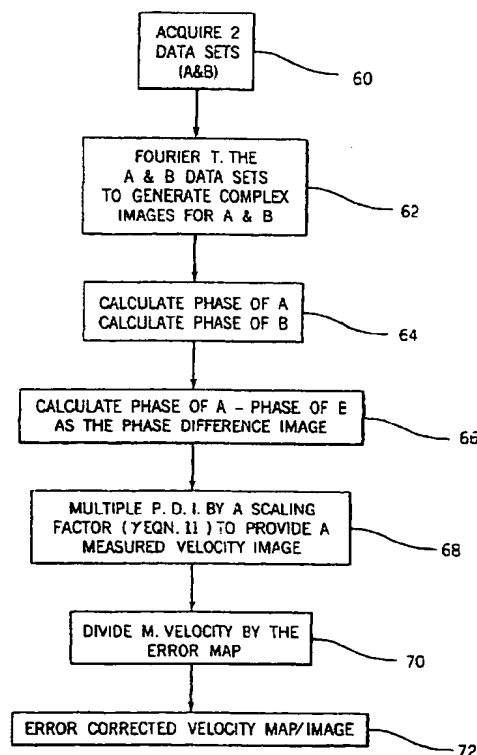 ACQUIRE 2
DATA SETS
(A&B)
60
FOURIER T. THE
A & B DATA SETS
TO GENERATE COMPLEX
IMAGES FOR A & B
62
CALCULATE PHASE OF A
CALCULATE PHASE OF B
64
CALCULATE PHASE OF A - PHASE OF E
AS THE PHASE DIFFERENCE IMAGE
66
MULTIPLE P. D. I. BY A SCALING
FACTOR (γEQN. 11) TO PROVIDE A
MEASURED VELOCITY IMAGE
68
DIVIDE M. VELOCITY BY THE
ERROR MAP
70
ERROR CORRECTED VELOCITY MAP/IMAGE
72